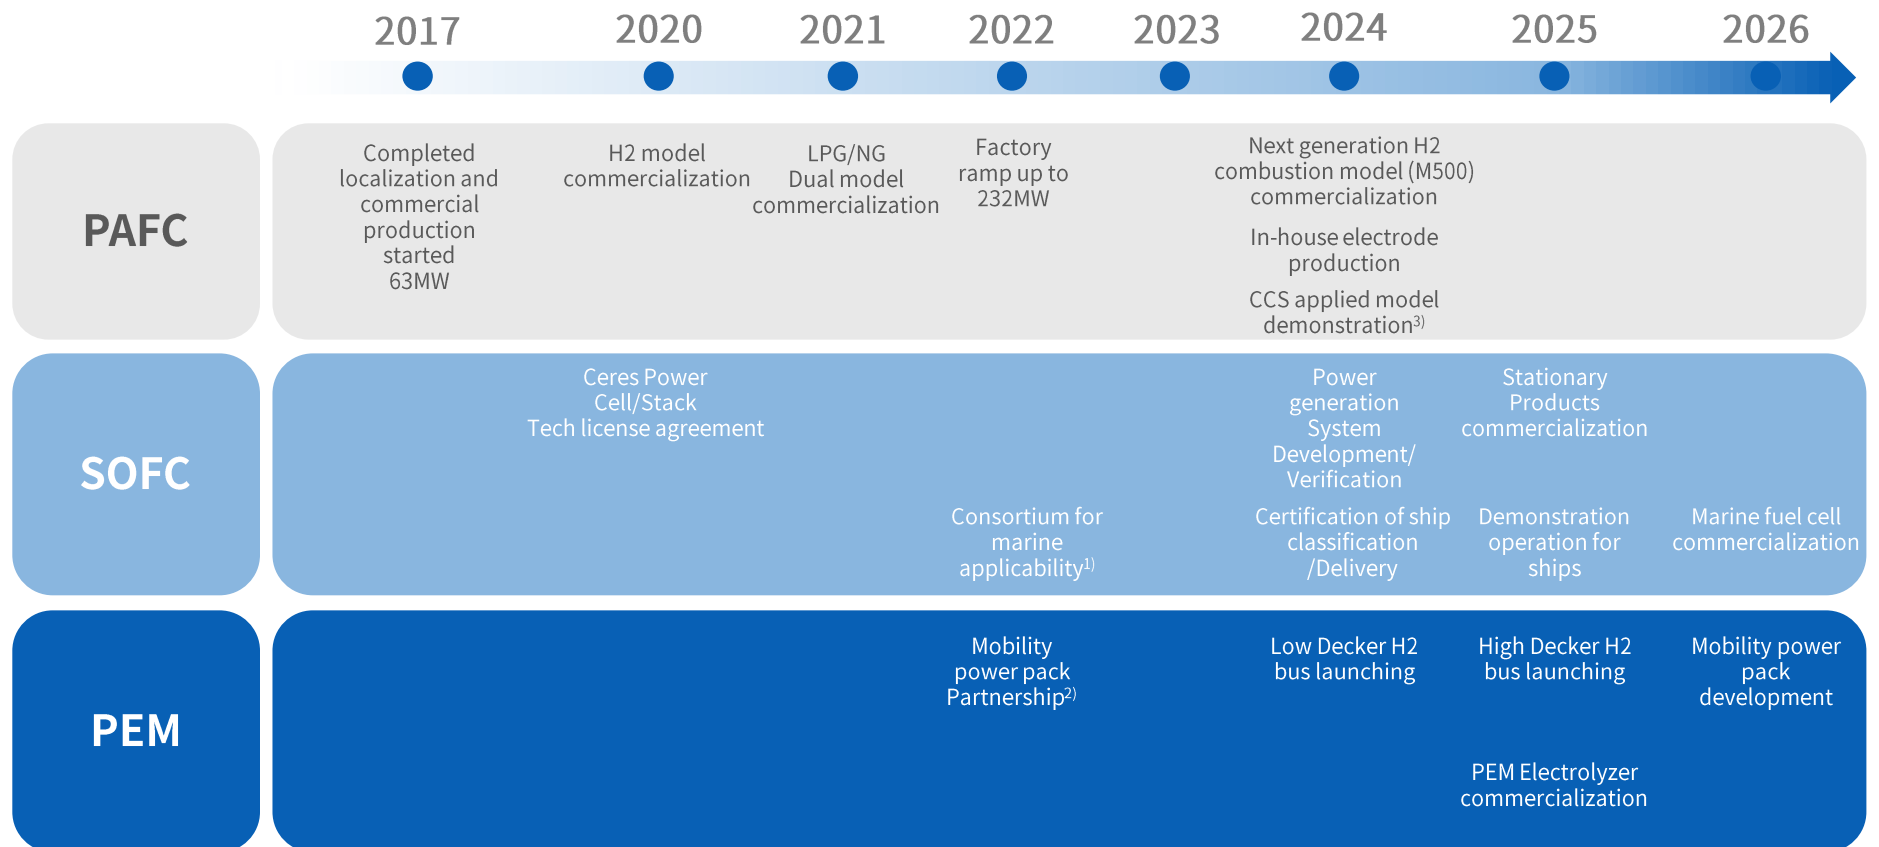 2017
2020
2021
2022
2023
2024
2025
2026
PAFC
Completed
localization and
commercial
production
started
63MW
H2 model
commercialization
LPG/NG
Dual model
commercialization
Factory
ramp up to
232MW
Next generation H2
combustion model (M500)
commercialization
In-house electrode
production
CCS applied model
demonstration3)
SOFC
Ceres Power
Cell/Stack
Tech license agreement
Consortium for
marine
applicability1)
Power
generation
System
Development/
Verification
Certification of ship
classification
/Delivery
Stationary
Products
commercialization
Demonstration
operation for
ships
Marine fuel cell
commercialization
PEM
Mobility
power pack
Partnership2)
Low Decker H2
bus launching
High Decker H2
bus launching
PEM Electrolyzer
commercialization
Mobility power
pack
development